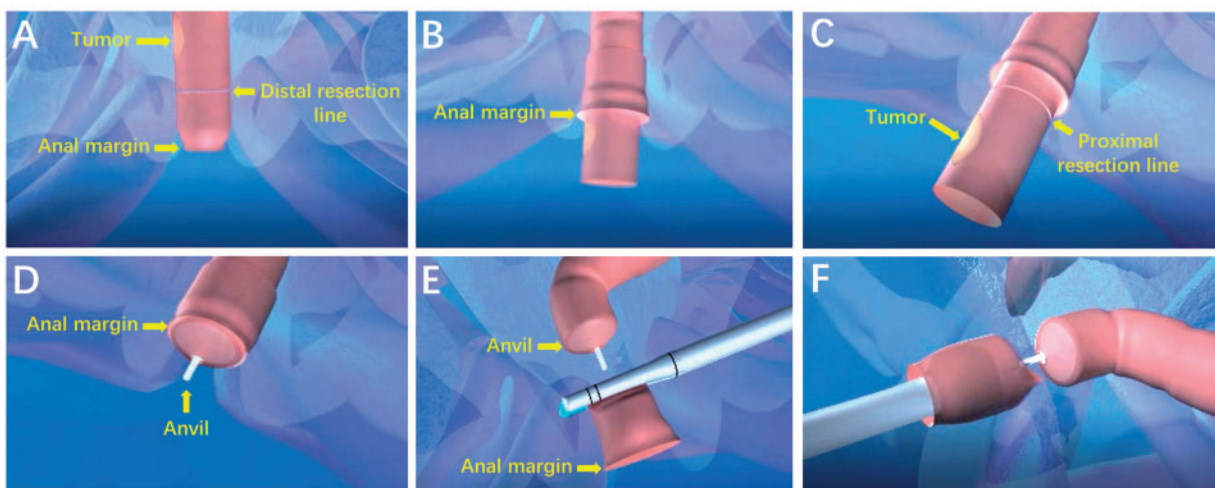 A
Tumor
Distal resection
line
Anal margin
B
Anal margin
C
Tumor
Proximal
resection line
D
Anal margin
Anvil
E
Anvil
Anal margin
F